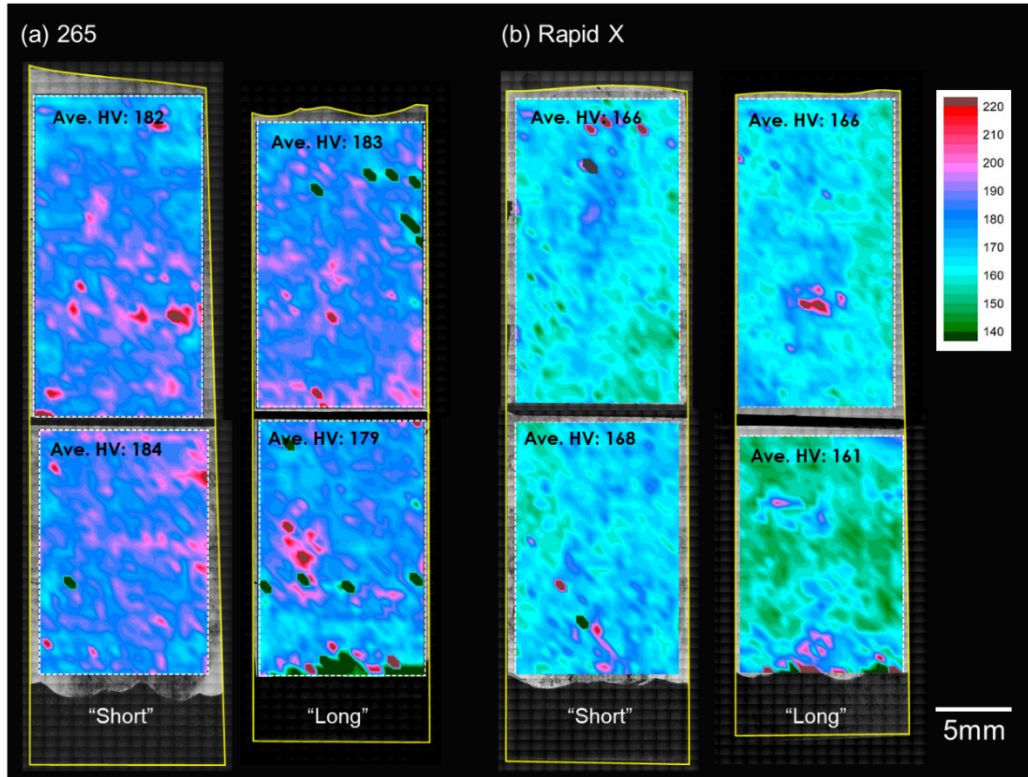 (a) 265
(b) Rapid X
Ave. HV: 182
Ave. HV: 183
Ave. HV: 166
Ave. HV: 166
220
210
200
190
180
170
160
150
140
Ave. HV: 184
Ave. HV: 179
Ave. HV: 168
Ave. HV: 161
“Short”
“Long”
“Short”
“Long”
5mm